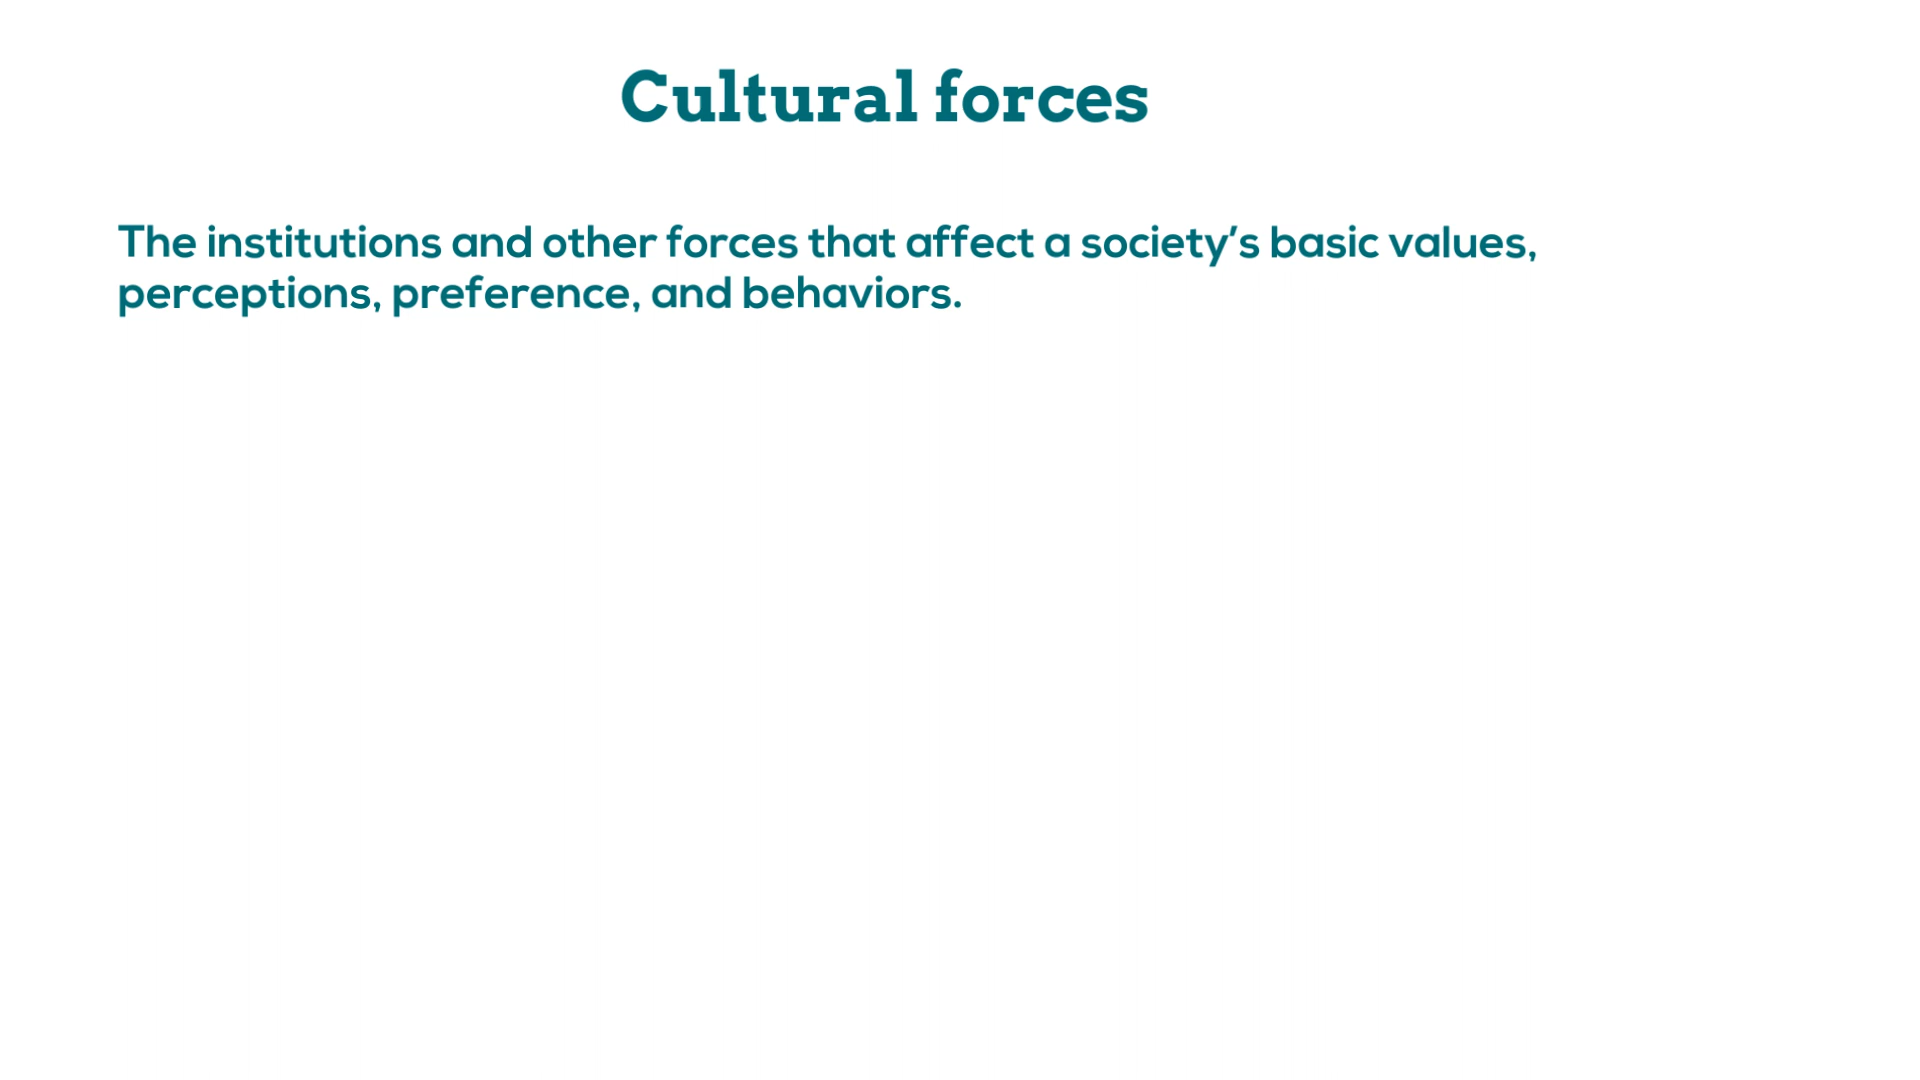 Cultural forces
The institutions and other forces that affect a society’s basic values,
perceptions, preference, and behaviors.